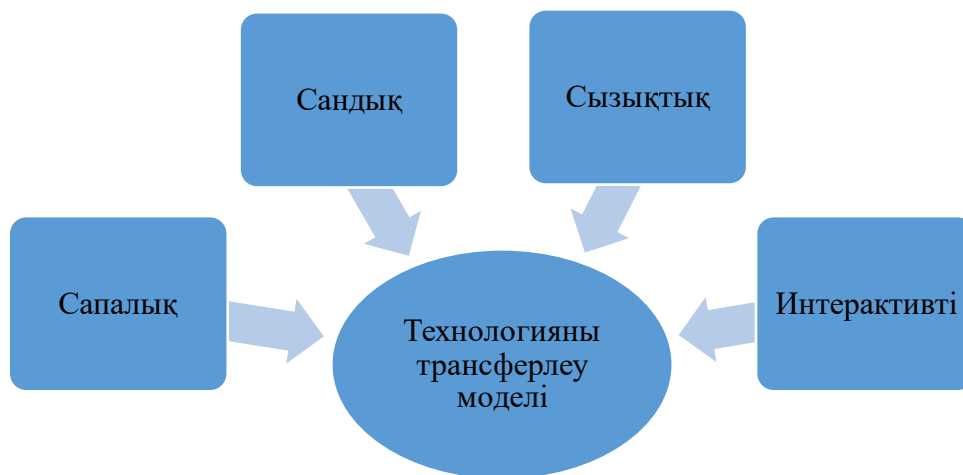 Сандық
Сызықтық
Сапалық
Интерактивті
Технологияны
трансферлеу
моделі